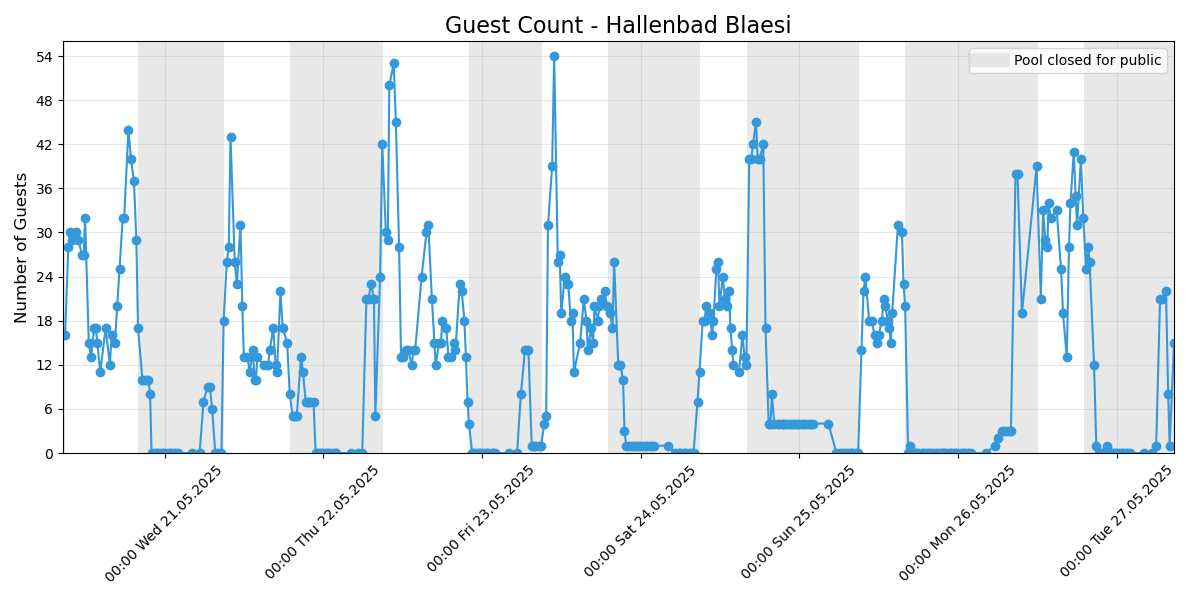 Guest Count - Hallenbad Blaesi
Pool closed for public
Number of Guests
54
48
42
36
30
24
18
12
6
0
00:00 Wed 21.05.2025
00:00 Thu 22.05.2025
00:00 Fri 23.05.2025
00:00 Sat 24.05.2025
00:00 Sun 25.05.2025
00:00 Mon 26.05.2025
00:00 Tue 27.05.2025